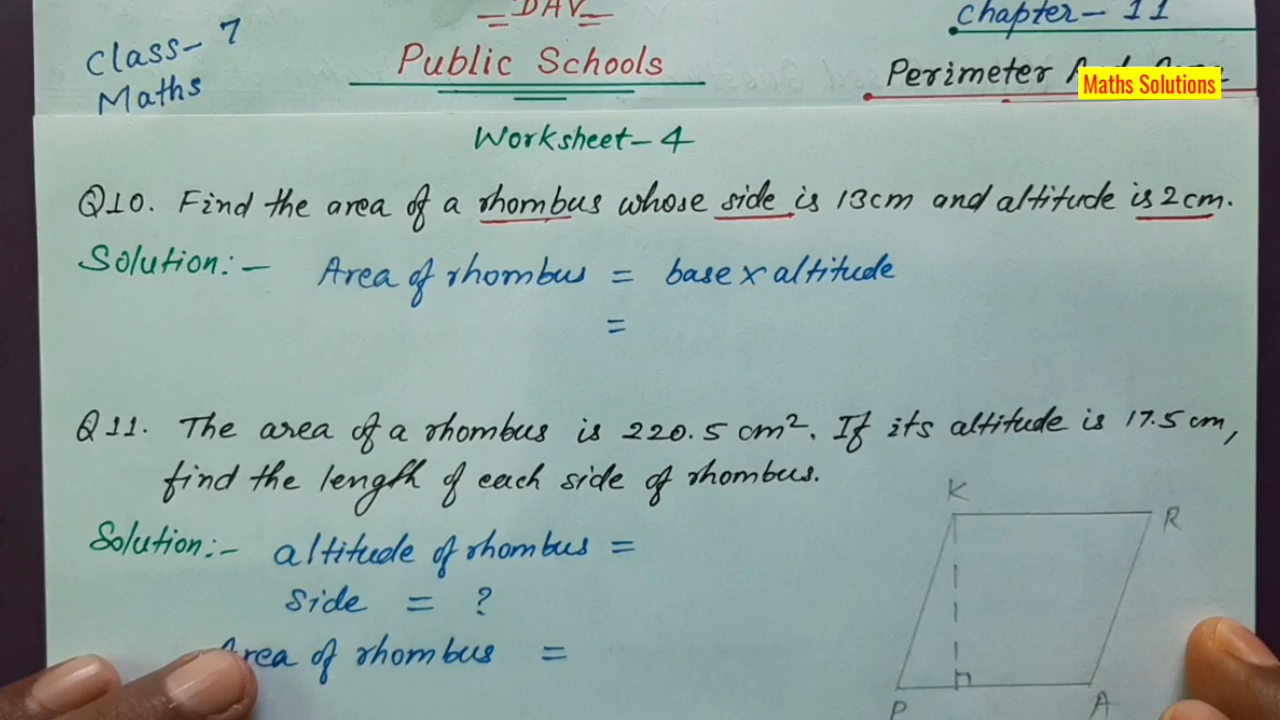 = DAV =
Class- 7
Maths
Public Schools
Chapter- 11
Perimeter
Maths Solutions
Worksheet-4
Q10. Find the area of a rhombus whose side is 13cm and altitude is 2cm.
Solution:- Area of rhombus = base x altitude
=
Q11. The area of a rhombus is 220.5 cm². If its altitude is 17.5 cm,
find the length of each side of rhombus.
Solution:- altitude of rhombus =
Side = ?
Area of rhombus =
K
R
P
A